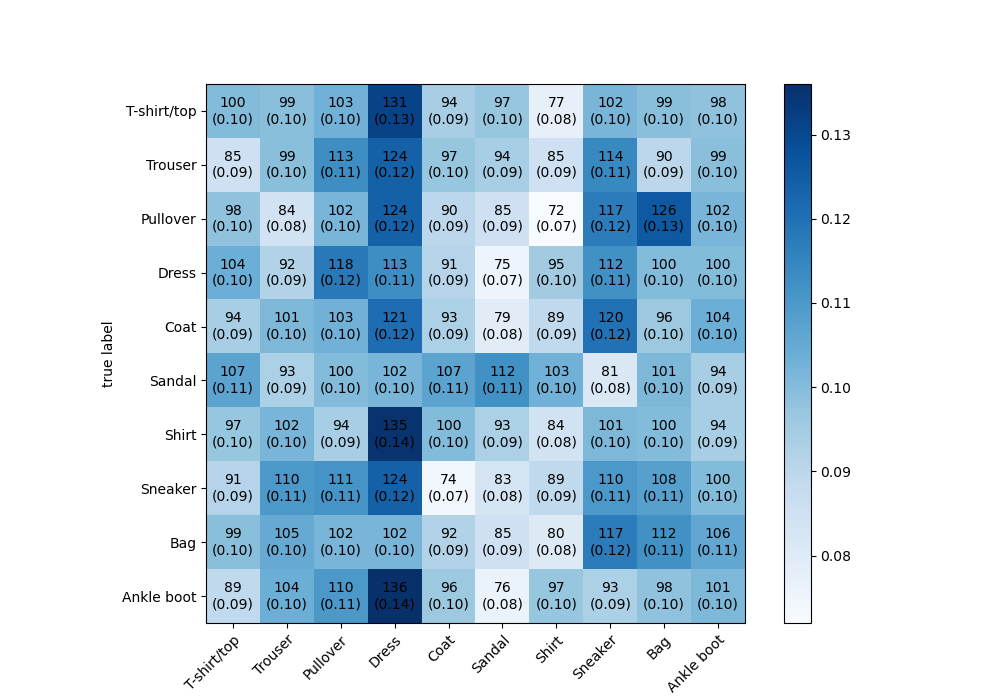 T-shirt/top 100 99 103 131 94 97 77 102 99 98
(0.10) (0.10) (0.10) (0.13) (0.09) (0.10) (0.08) (0.10) (0.10) (0.10)
Trouser 85 99 113 124 97 94 85 114 90 99
(0.09) (0.10) (0.11) (0.12) (0.10) (0.09) (0.09) (0.11) (0.09) (0.10)
Pullover 98 84 102 124 90 85 72 117 126 102
(0.10) (0.08) (0.10) (0.12) (0.09) (0.09) (0.07) (0.12) (0.13) (0.10)
Dress 104 92 118 113 91 75 95 112 100 100
(0.10) (0.09) (0.12) (0.11) (0.09) (0.07) (0.10) (0.11) (0.10) (0.10)
Coat 94 101 103 121 93 79 89 120 96 104
(0.09) (0.10) (0.10) (0.12) (0.09) (0.08) (0.09) (0.12) (0.10) (0.10)
Sandal 107 93 100 102 107 112 103 81 101 94
(0.11) (0.09) (0.10) (0.10) (0.11) (0.11) (0.10) (0.08) (0.10) (0.09)
Shirt 97 102 94 135 100 93 84 101 100 94
(0.10) (0.10) (0.09) (0.14) (0.10) (0.09) (0.08) (0.10) (0.10) (0.09)
Sneaker 91 110 111 124 74 83 89 110 108 100
(0.09) (0.11) (0.11) (0.12) (0.07) (0.08) (0.09) (0.11) (0.11) (0.10)
Bag 99 105 102 102 92 85 80 117 112 106
(0.10) (0.10) (0.10) (0.10) (0.09) (0.09) (0.08) (0.12) (0.11) (0.11)
Ankle boot 89 104 110 136 96 76 97 93 98 101
(0.09) (0.10) (0.11) (0.14) (0.10) (0.08) (0.10) (0.09) (0.10) (0.10)
true label
T-shirt/top Trouser Pullover Dress Coat Sandal Shirt Sneaker Bag Ankle boot
0.13
0.12
0.11
0.10
0.09
0.08